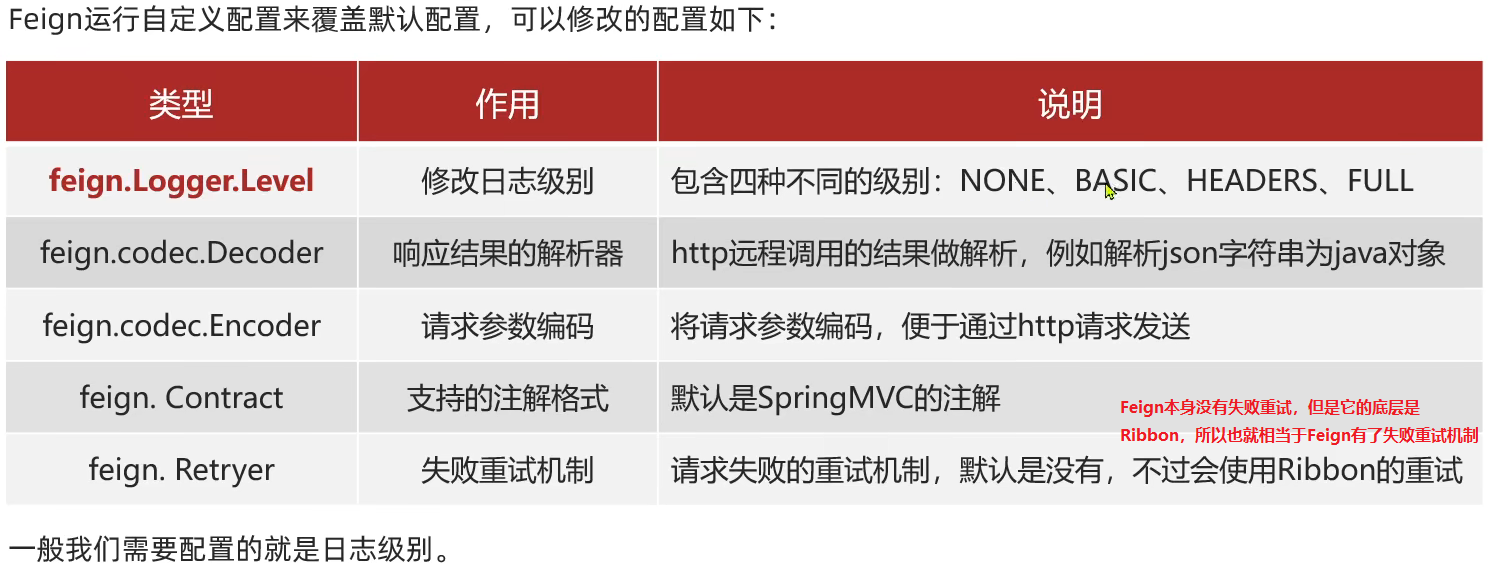 Feign运行自定义配置来覆盖默认配置，可以修改的配置如下：
类型 作用 说明
feign.Logger.Level 修改日志级别 包含四种不同的级别：NONE、BASIC、HEADERS、FULL
feign.codec.Decoder 响应结果的解析器 http远程调用的结果做解析，例如解析json字符串为java对象
feign.codec.Encoder 请求参数编码 将请求参数编码，便于通过http请求发送
feign. Contract 支持的注解格式 默认是SpringMVC的注解
Feign本身没有失败重试，但是它的底层是
Ribbon，所以也就相当于Feign有了失败重试机制
feign. Retryer 失败重试机制 请求失败的重试机制，默认是没有，不过会使用Ribbon的重试
一般我们需要配置的就是日志级别。